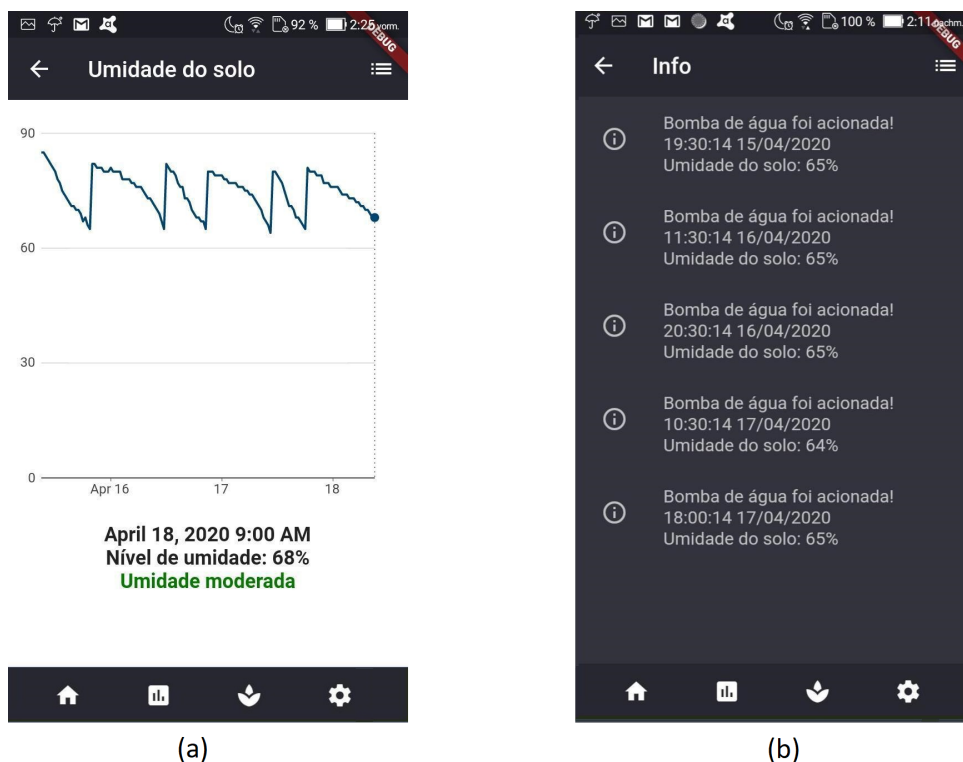 92 % 2:25 vorm.
DEBUG
Umidade do solo
90
60
30
0
Apr 16 17 18
April 18, 2020 9:00 AM
Nível de umidade: 68%
Umidade moderada
(a)
100 % 2:11 nachm.
DEBUG
Info
Bomba de água foi acionada!
19:30:14 15/04/2020
Umidade do solo: 65%
Bomba de água foi acionada!
11:30:14 16/04/2020
Umidade do solo: 65%
Bomba de água foi acionada!
20:30:14 16/04/2020
Umidade do solo: 65%
Bomba de água foi acionada!
10:30:14 17/04/2020
Umidade do solo: 64%
Bomba de água foi acionada!
18:00:14 17/04/2020
Umidade do solo: 65%
(b)